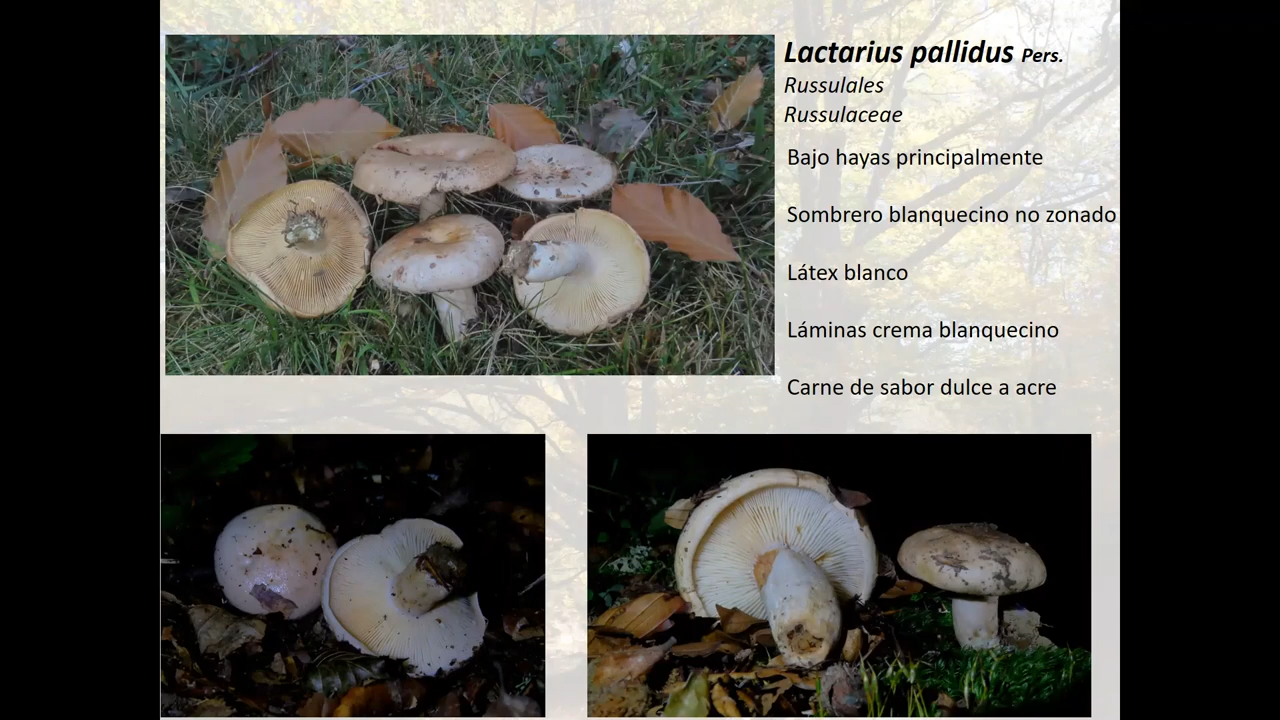 Lactarius pallidus Pers.
Russulales
Russulaceae
Bajo hayas principalmente
Sombrero blanquecino no zonado
Látex blanco
Láminas crema blanquecino
Carne de sabor dulce a acre